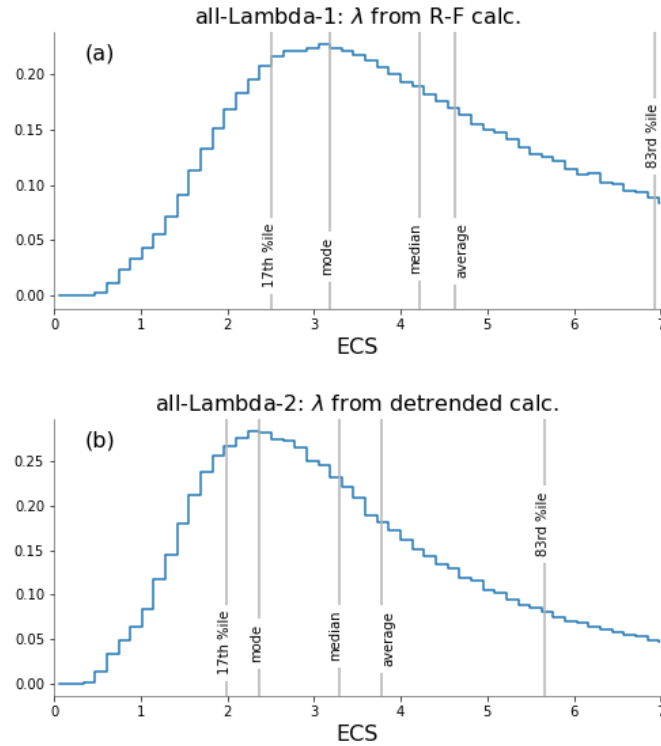 all-Lambda-1: λ from R-F calc.
(a)
0.20
0.15
0.10
0.05
0.00
17th %ile
mode
median
average
83rd %ile
0 1 2 3 4 5 6 7
ECS
all-Lambda-2: λ from detrended calc.
(b)
0.25
0.20
0.15
0.10
0.05
0.00
17th %ile
mode
median
average
83rd %ile
0 1 2 3 4 5 6 7
ECS